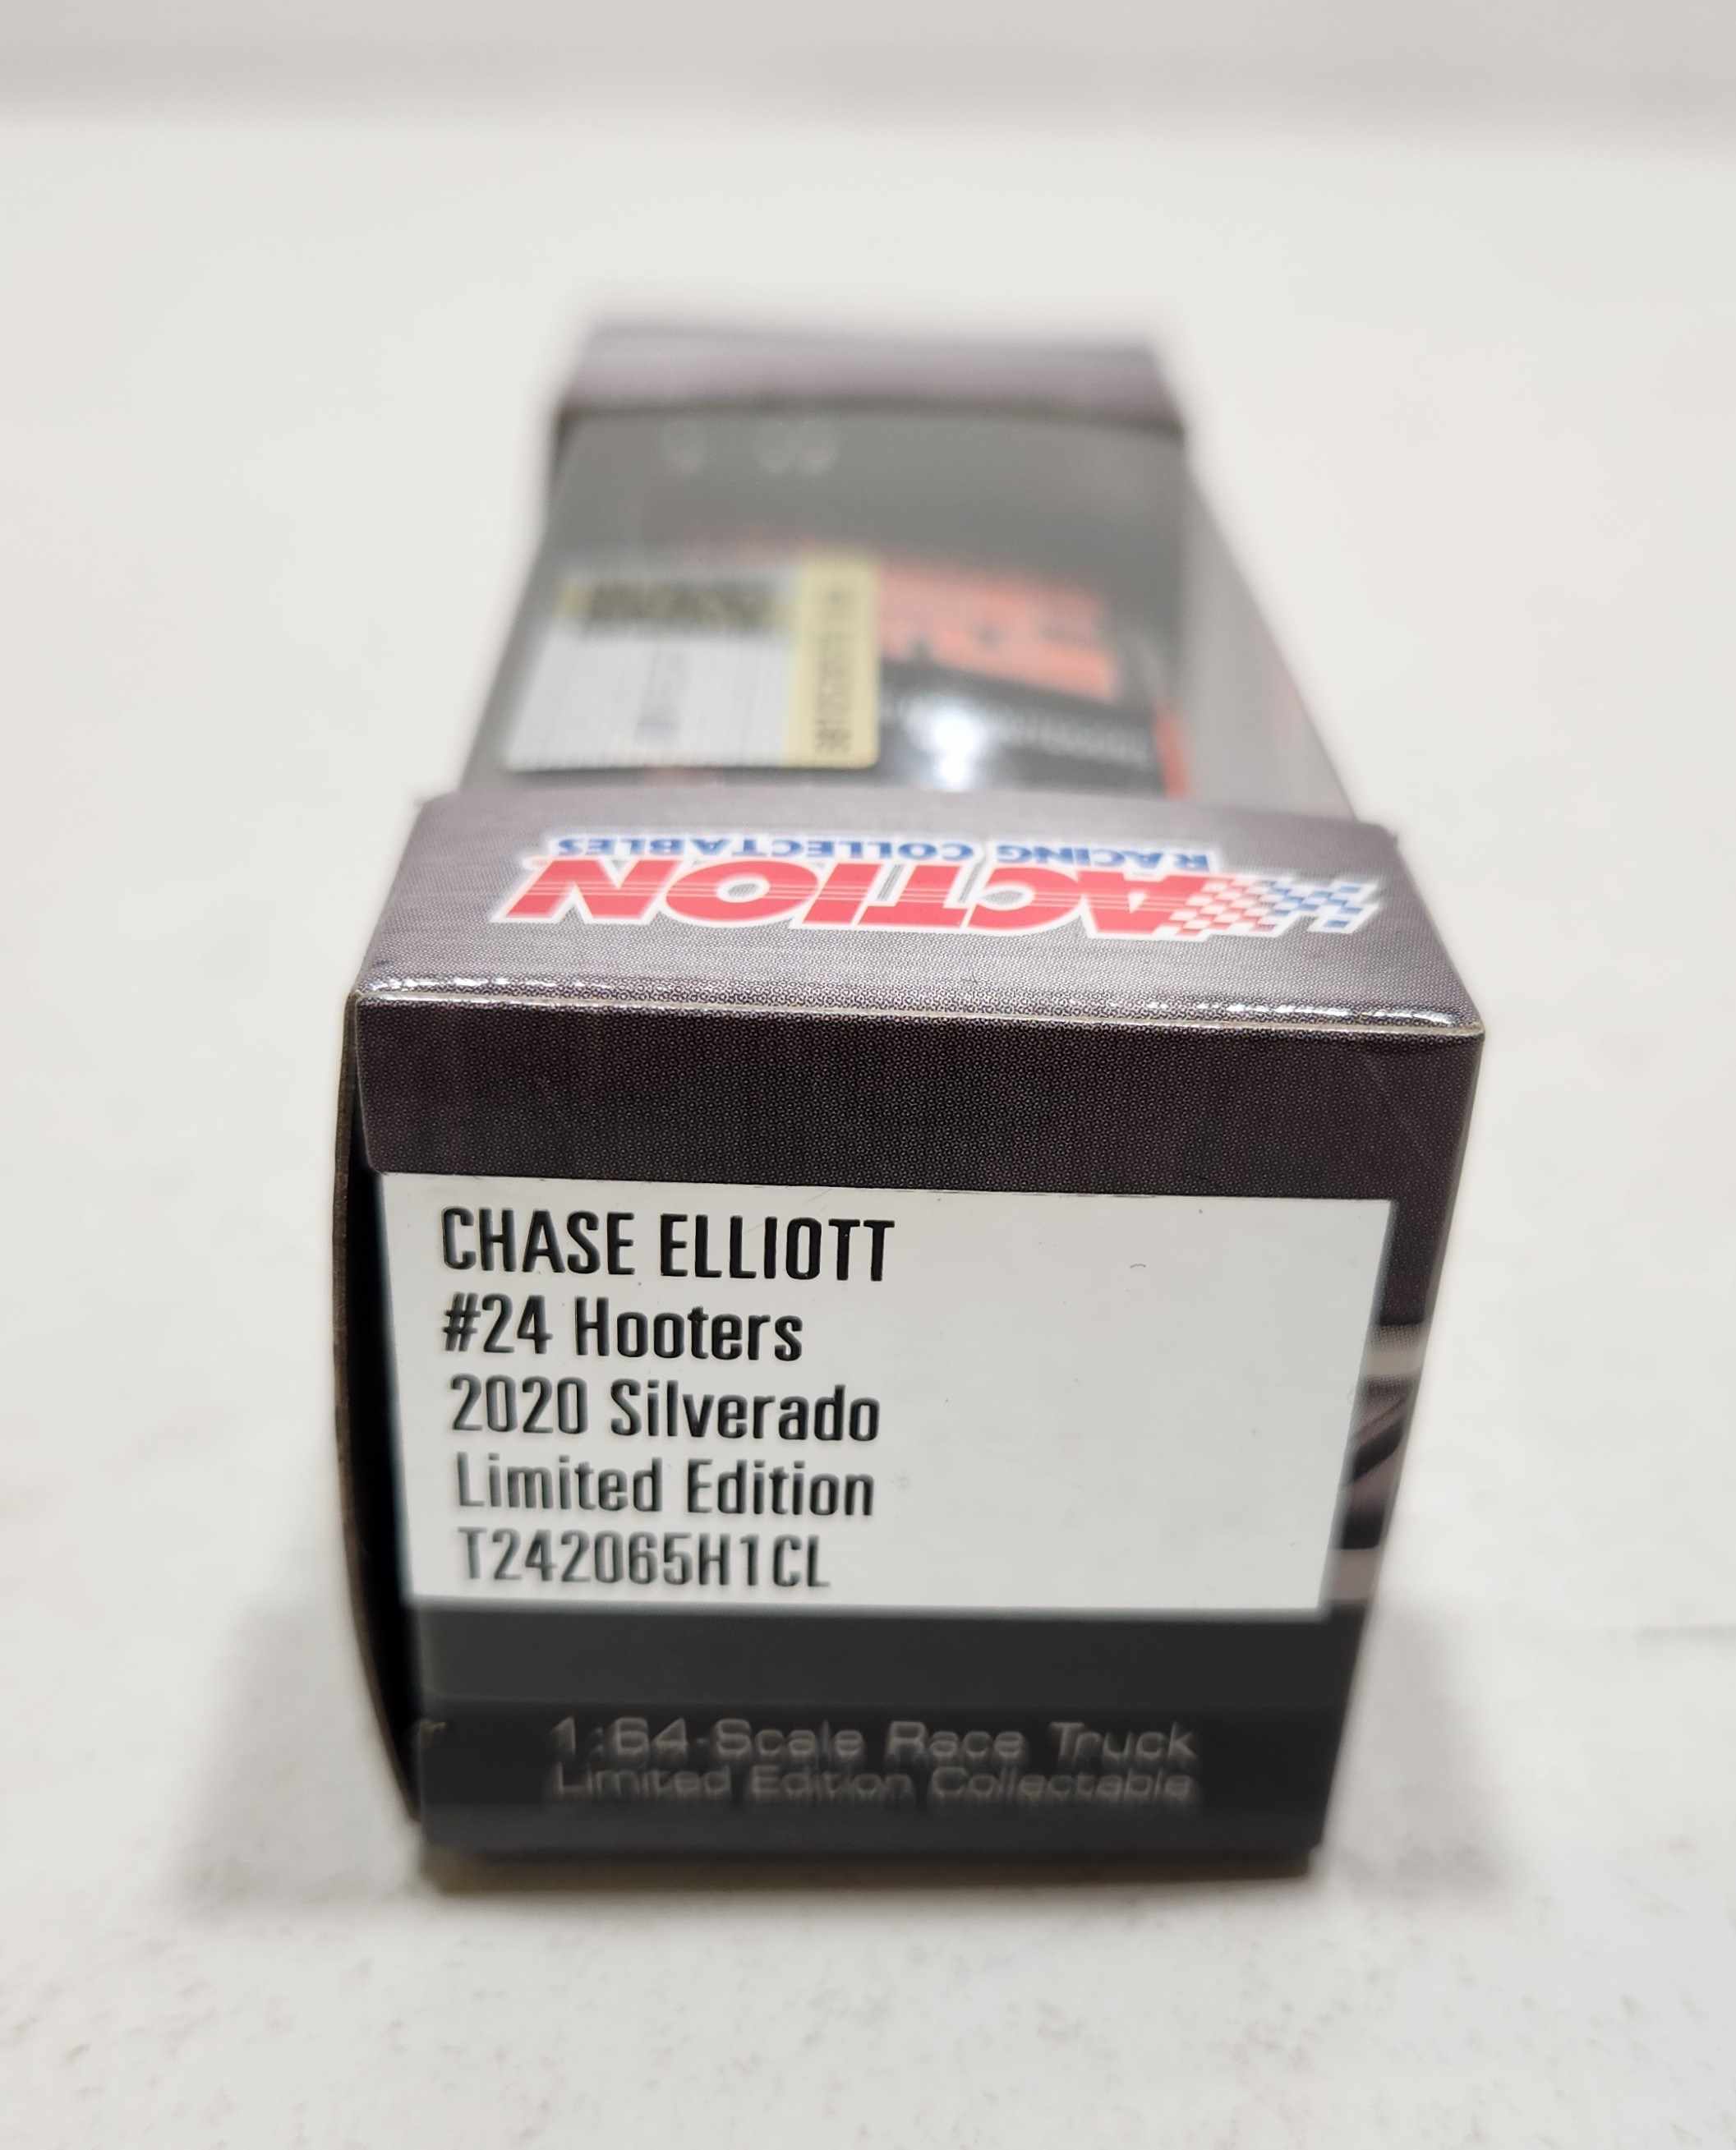 RACING COLLECTABLES
ACTION
CHASE ELLIOTT
#24 Hooters
2020 Silverado
Limited Edition
T242065H1CL
1:64-Scale Race Truck
Limited Edition Collectable